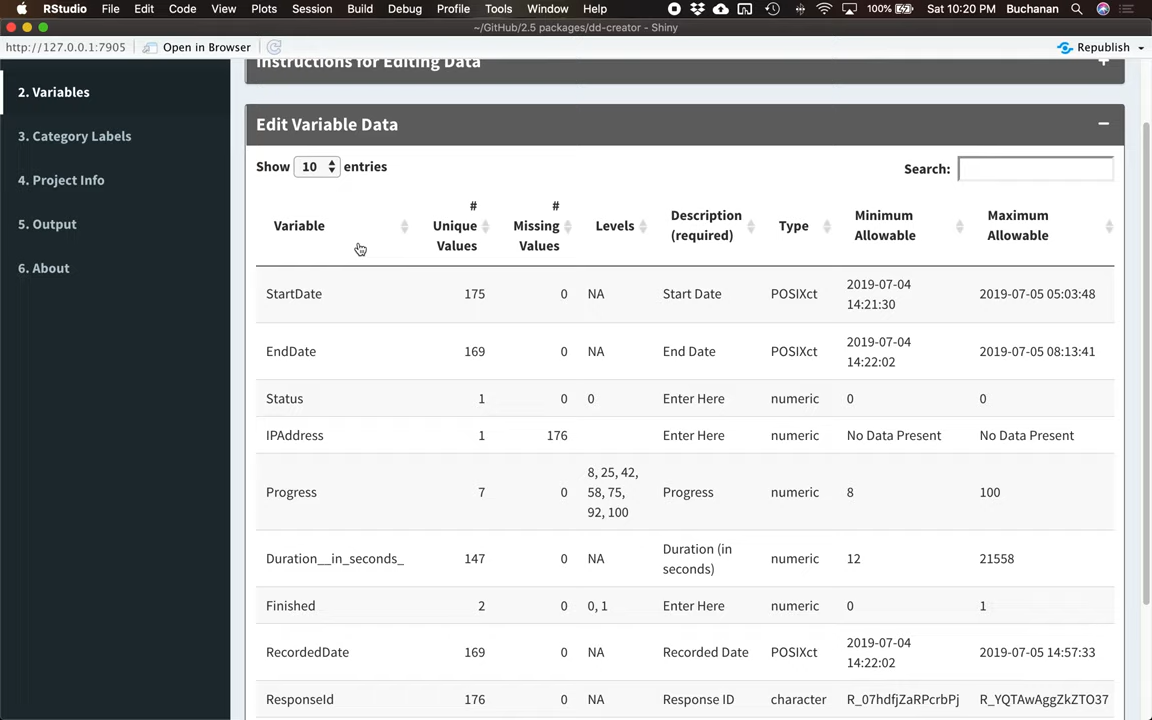 RStudio File Edit Code View Plots Session Build Debug Profile Tools Window Help 100% Sat 10:20 PM Buchanan
~/GitHub/2.5 packages/dd-creator - Shiny
http://127.0.0.1:7905 Open in Browser Republish
Instructions for Editing Data +
2. Variables
3. Category Labels
4. Project Info
5. Output
6. About
Edit Variable Data −
Show 10 entries Search:
Variable # Unique Values # Missing Values Levels Description (required) Type Minimum Allowable Maximum Allowable
StartDate 175 0 NA Start Date POSIXct 2019-07-04 14:21:30 2019-07-05 05:03:48
EndDate 169 0 NA End Date POSIXct 2019-07-04 14:22:02 2019-07-05 08:13:41
Status 1 0 0 Enter Here numeric 0 0
IPAddress 1 176 Enter Here numeric No Data Present No Data Present
Progress 7 0 8, 25, 42, 58, 75, 92, 100 Progress numeric 8 100
Duration__in_seconds_ 147 0 NA Duration (in seconds) numeric 12 21558
Finished 2 0 0, 1 Enter Here numeric 0 1
RecordedDate 169 0 NA Recorded Date POSIXct 2019-07-04 14:22:02 2019-07-05 14:57:33
ResponseId 176 0 NA Response ID character R_07hdfjZaRPcrbPj R_YQTAwAggZkZTO37